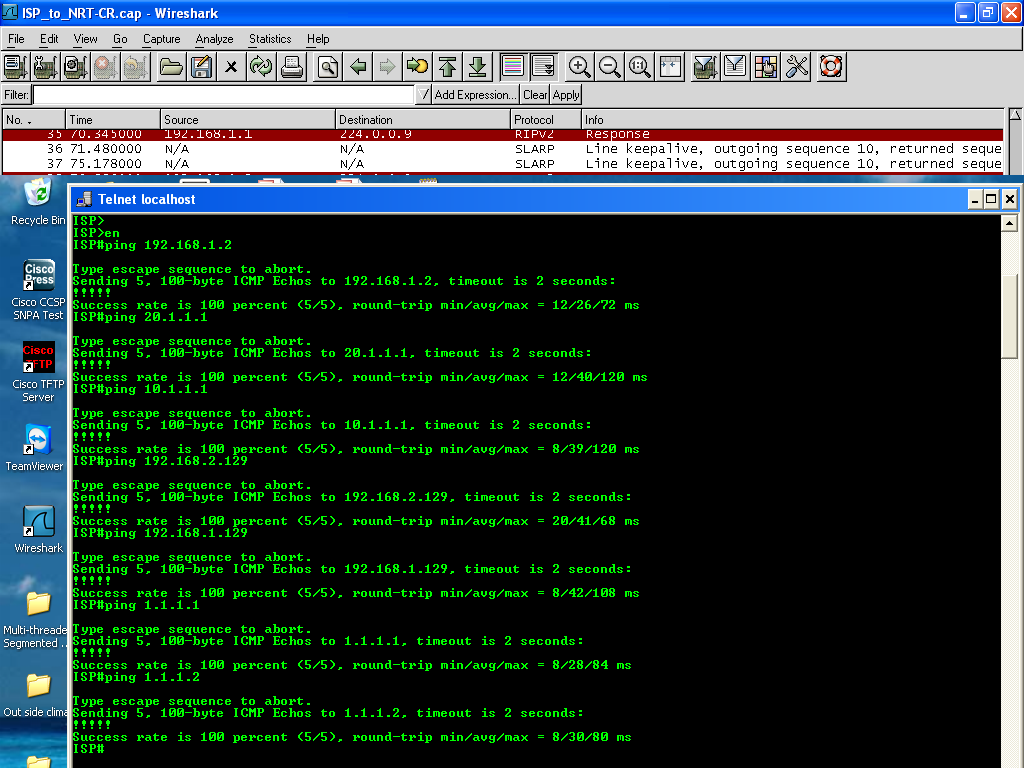 ISP_to_NRT-CR.cap - Wireshark
File Edit View Go Capture Analyze Statistics Help
Filter: Add Expression... Clear Apply
No. . Time Source Destination Protocol Info
35 70.345000 192.168.1.1 224.0.0.9 RIPv2 Response
36 71.480000 N/A N/A SLARP Line keepalive, outgoing sequence 10, returned seque
37 75.178000 N/A N/A SLARP Line keepalive, outgoing sequence 10, returned seque
Recycle Bin
Cisco Press
Cisco CCSP
SNPA Test
Cisco TFTP
Cisco TFTP
Server
TeamViewer
Wireshark
Multi-threade
Segmented ..
Out side clima
Telnet localhost
ISP>
ISP>en
ISP#ping 192.168.1.2
Type escape sequence to abort.
Sending 5, 100-byte ICMP Echos to 192.168.1.2, timeout is 2 seconds:
!!!!!
Success rate is 100 percent (5/5), round-trip min/avg/max = 12/26/72 ms
ISP#ping 20.1.1.1
Type escape sequence to abort.
Sending 5, 100-byte ICMP Echos to 20.1.1.1, timeout is 2 seconds:
!!!!!
Success rate is 100 percent (5/5), round-trip min/avg/max = 12/40/120 ms
ISP#ping 10.1.1.1
Type escape sequence to abort.
Sending 5, 100-byte ICMP Echos to 10.1.1.1, timeout is 2 seconds:
!!!!!
Success rate is 100 percent (5/5), round-trip min/avg/max = 8/39/120 ms
ISP#ping 192.168.2.129
Type escape sequence to abort.
Sending 5, 100-byte ICMP Echos to 192.168.2.129, timeout is 2 seconds:
!!!!!
Success rate is 100 percent (5/5), round-trip min/avg/max = 20/41/68 ms
ISP#ping 192.168.1.129
Type escape sequence to abort.
Sending 5, 100-byte ICMP Echos to 192.168.1.129, timeout is 2 seconds:
!!!!!
Success rate is 100 percent (5/5), round-trip min/avg/max = 8/42/108 ms
ISP#ping 1.1.1.1
Type escape sequence to abort.
Sending 5, 100-byte ICMP Echos to 1.1.1.1, timeout is 2 seconds:
!!!!!
Success rate is 100 percent (5/5), round-trip min/avg/max = 8/28/84 ms
ISP#ping 1.1.1.2
Type escape sequence to abort.
Sending 5, 100-byte ICMP Echos to 1.1.1.2, timeout is 2 seconds:
!!!!!
Success rate is 100 percent (5/5), round-trip min/avg/max = 8/30/80 ms
ISP#